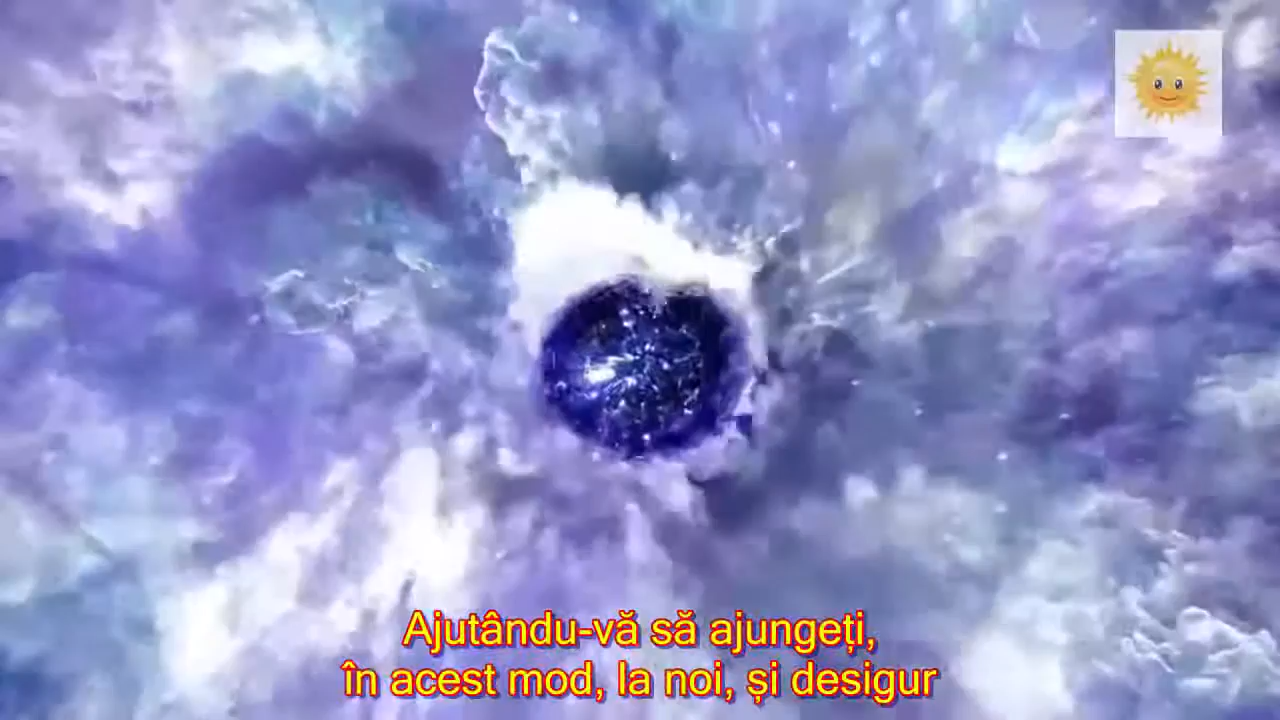 Ajutându-vă să ajungeți,
în acest mod, la noi, și desigur